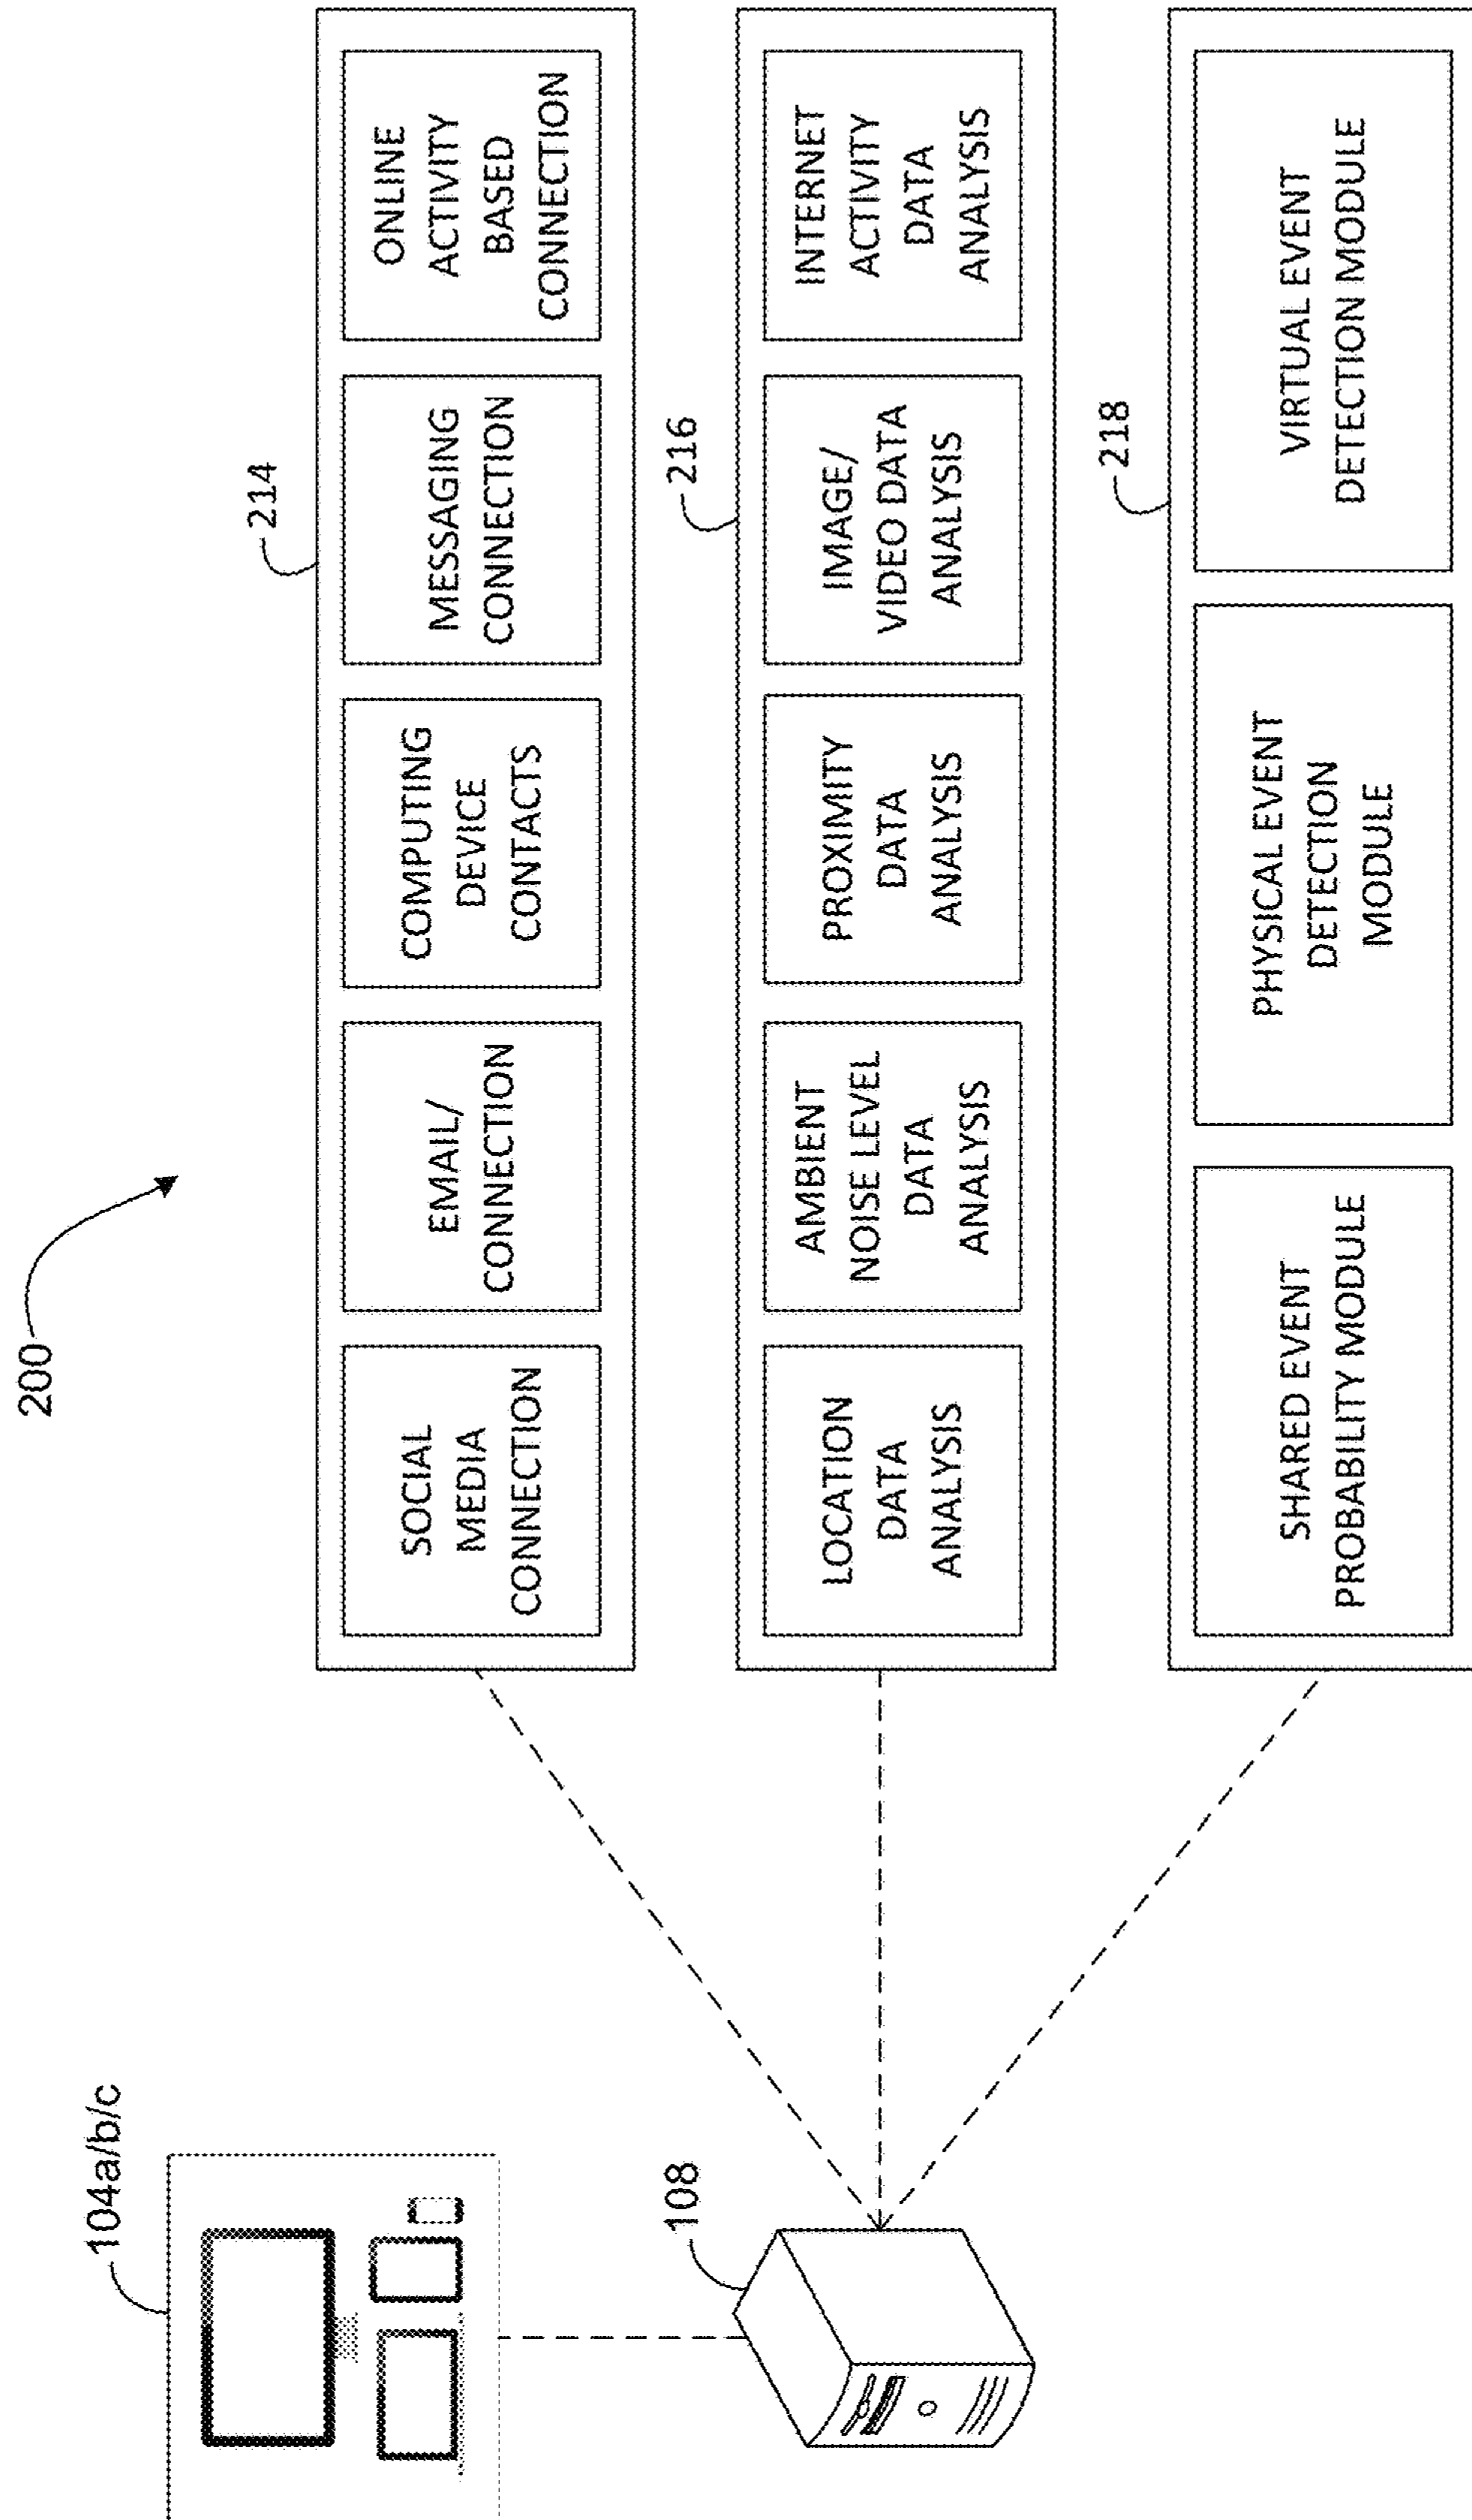 200
104a/b/c
108
214
SOCIAL
MEDIA
CONNECTION
EMAIL/
CONNECTION
COMPUTING
DEVICE
CONTACTS
MESSAGING
CONNECTION
ONLINE
ACTIVITY
BASED
CONNECTION
216
LOCATION
DATA
ANALYSIS
AMBIENT
NOISE LEVEL
DATA
ANALYSIS
PROXIMITY
DATA
ANALYSIS
IMAGE/
VIDEO DATA
ANALYSIS
INTERNET
ACTIVITY
DATA
ANALYSIS
218
SHARED EVENT
PROBABILITY MODULE
PHYSICAL EVENT
DETECTION
MODULE
VIRTUAL EVENT
DETECTION MODULE